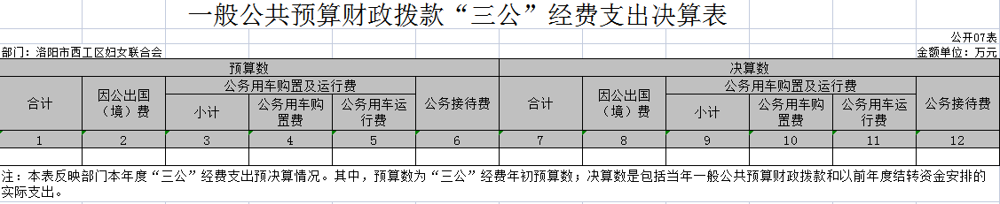 一般公共预算财政拨款“三公”经费支出决算表
公开07表
部门：洛阳市西工区妇女联合会
金额单位：万元
预算数
决算数
合计
因公出国
（境）费
公务用车购置及运行费
小计
公务用车购
置费
公务用车运
行费
公务接待费
合计
因公出国
（境）费
公务用车购置及运行费
小计
公务用车购
置费
公务用车运
行费
公务接待费
1 2 3 4 5 6 7 8 9 10 11 12
注：本表反映部门本年度“三公”经费支出预决算情况。其中，预算数为“三公”经费年初预算数；决算数是包括当年一般公共预算财政拨款和以前年度结转资金安排的
实际支出。